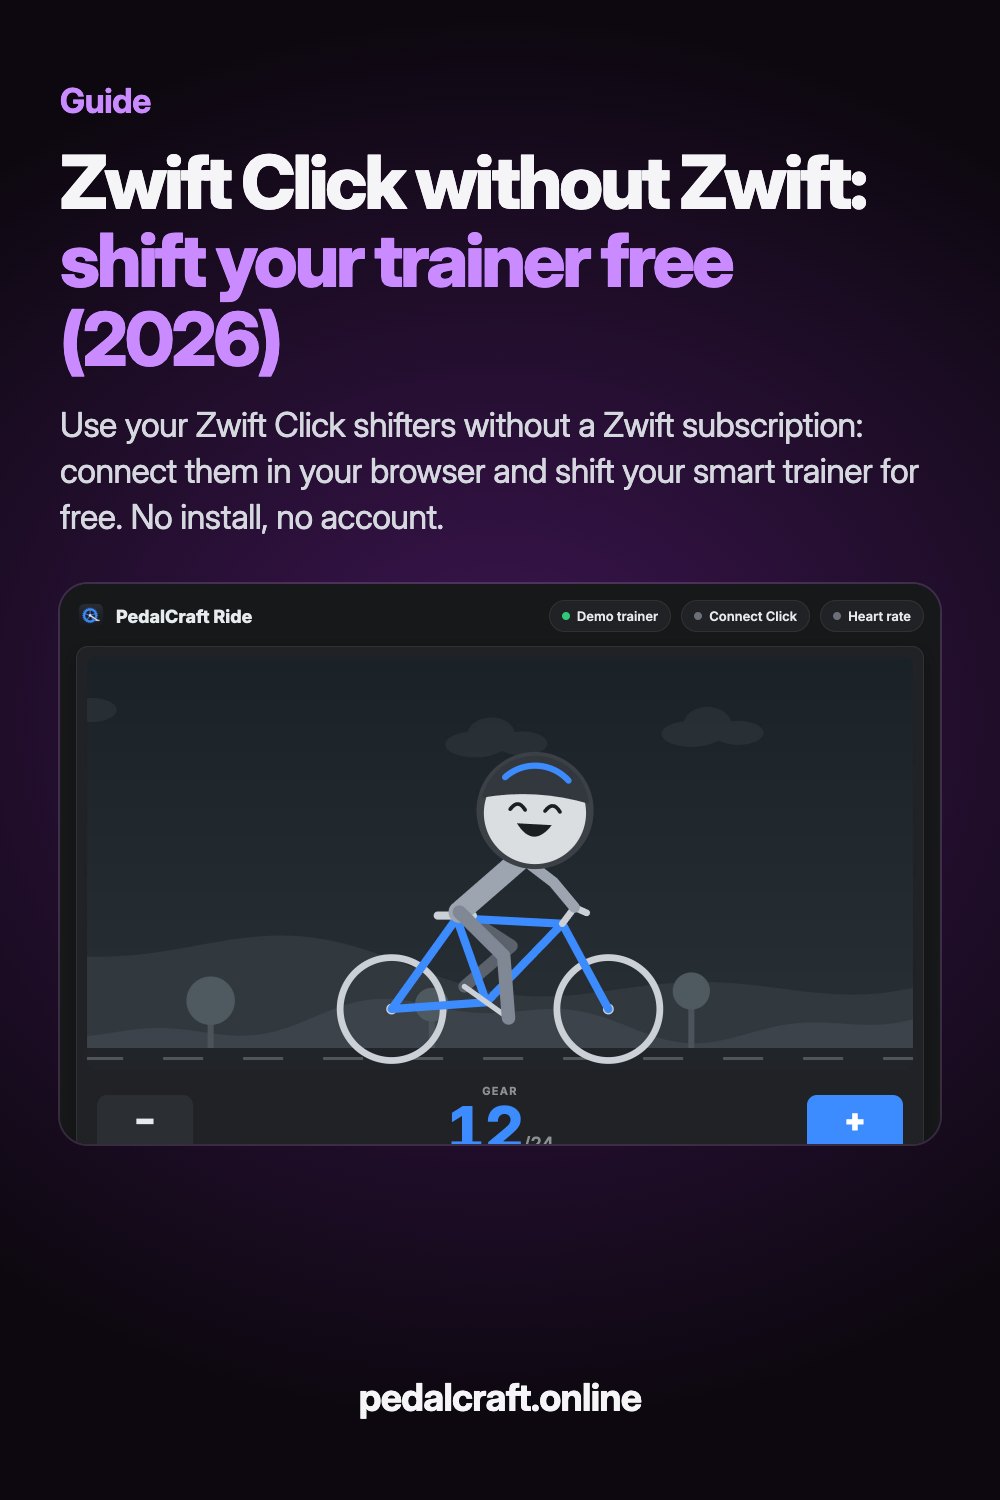 Guide
Zwift Click without Zwift:
shift your trainer free
(2026)
Use your Zwift Click shifters without a Zwift subscription:
connect them in your browser and shift your smart trainer for
free. No install, no account.
PedalCraft Ride
Demo trainer
Connect Click
Heart rate
GEAR
−
12/24
+
pedalcraft.online